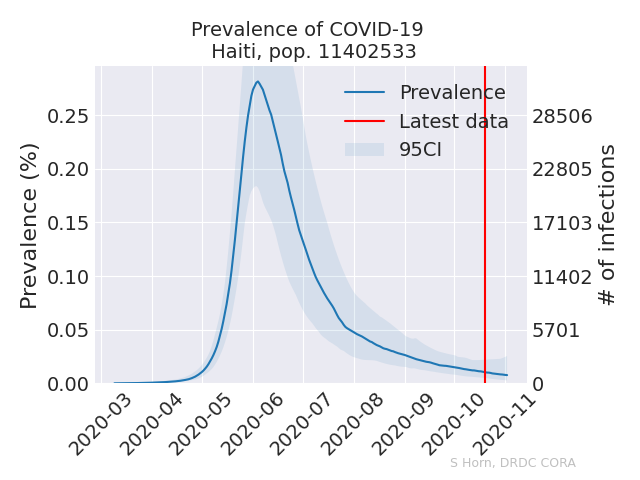 Prevalence of COVID-19
Haiti, pop. 11402533
Prevalence (%)
0.25
0.20
0.15
0.10
0.05
0.00
Prevalence
Latest data
95CI
28506
22805
17103
11402
5701
0
# of infections
2020-03
2020-04
2020-05
2020-06
2020-07
2020-08
2020-09
2020-10
2020-11
S Horn, DRDC CORA